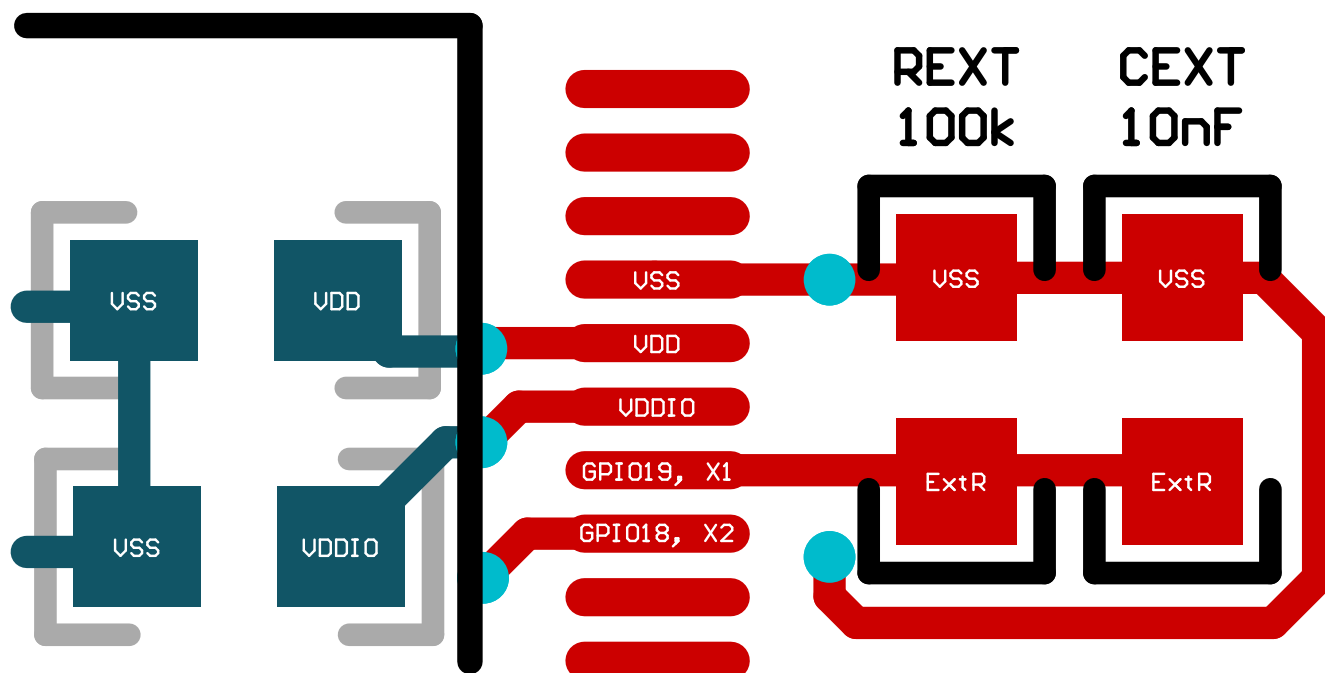 REXT
100k
CEXT
10nF
VSS
VDD
VSS
VDDIO
VSS
VDD
VDDIO
GPIO19, X1
GPIO18, X2
VSS
VSS
ExtR
ExtR